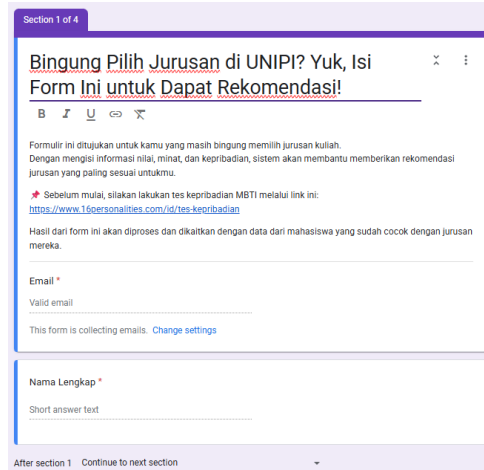 Section 1 of 4
Bingung Pilih Jurusan di UNIPI? Yuk, Isi
Form Ini untuk Dapat Rekomendasi!
B I U
Formulir ini ditujukan untuk kamu yang masih bingung memilih jurusan kuliah.
Dengan mengisi informasi nilai, minat, dan kepribadian, sistem akan membantu memberikan rekomendasi
jurusan yang paling sesuai untukmu.
📌 Sebelum mulai, silakan lakukan tes kepribadian MBTI melalui link ini:
https://www.16personalities.com/id/tes-kepribadian
Hasil dari form ini akan diproses dan dikaitkan dengan data dari mahasiswa yang sudah cocok dengan jurusan
mereka.
Email *
Valid email
This form is collecting emails. Change settings
Nama Lengkap *
Short answer text
After section 1 Continue to next section